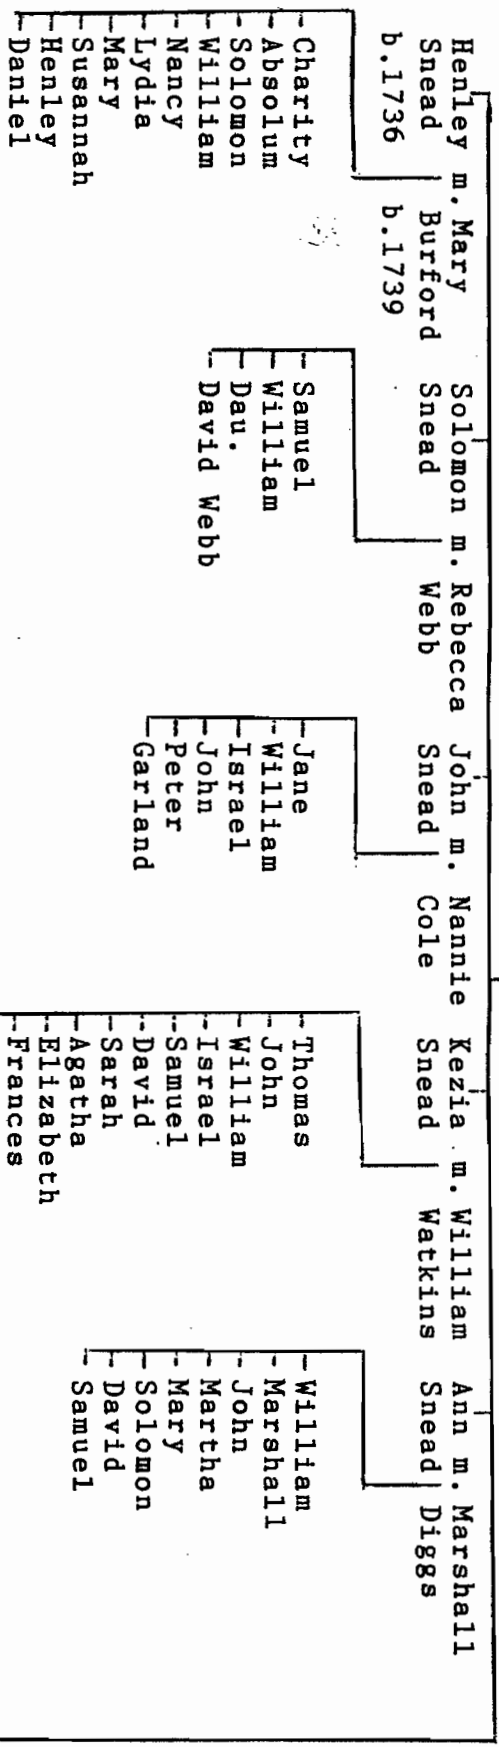 Henley m. Mary
Snead Burford
b.1736 b.1739
Charity
Absolum
Solomon
William
Nancy
Lydia
Mary
Susannah
Henley
Daniel
Solomon m. Rebecca
Snead Webb
Samuel
William
Dau.
David Webb
John m. Nannie
Snead Cole
Jane
William
Israel
John
Peter
Garland
Kezia m. William
Snead Watkins
Thomas
John
William
Israel
Samuel
David
Sarah
Agatha
Elizabeth
Frances
Ann m. Marshall
Snead Diggs
William
Marshall
John
Martha
Mary
Solomon
David
Samuel